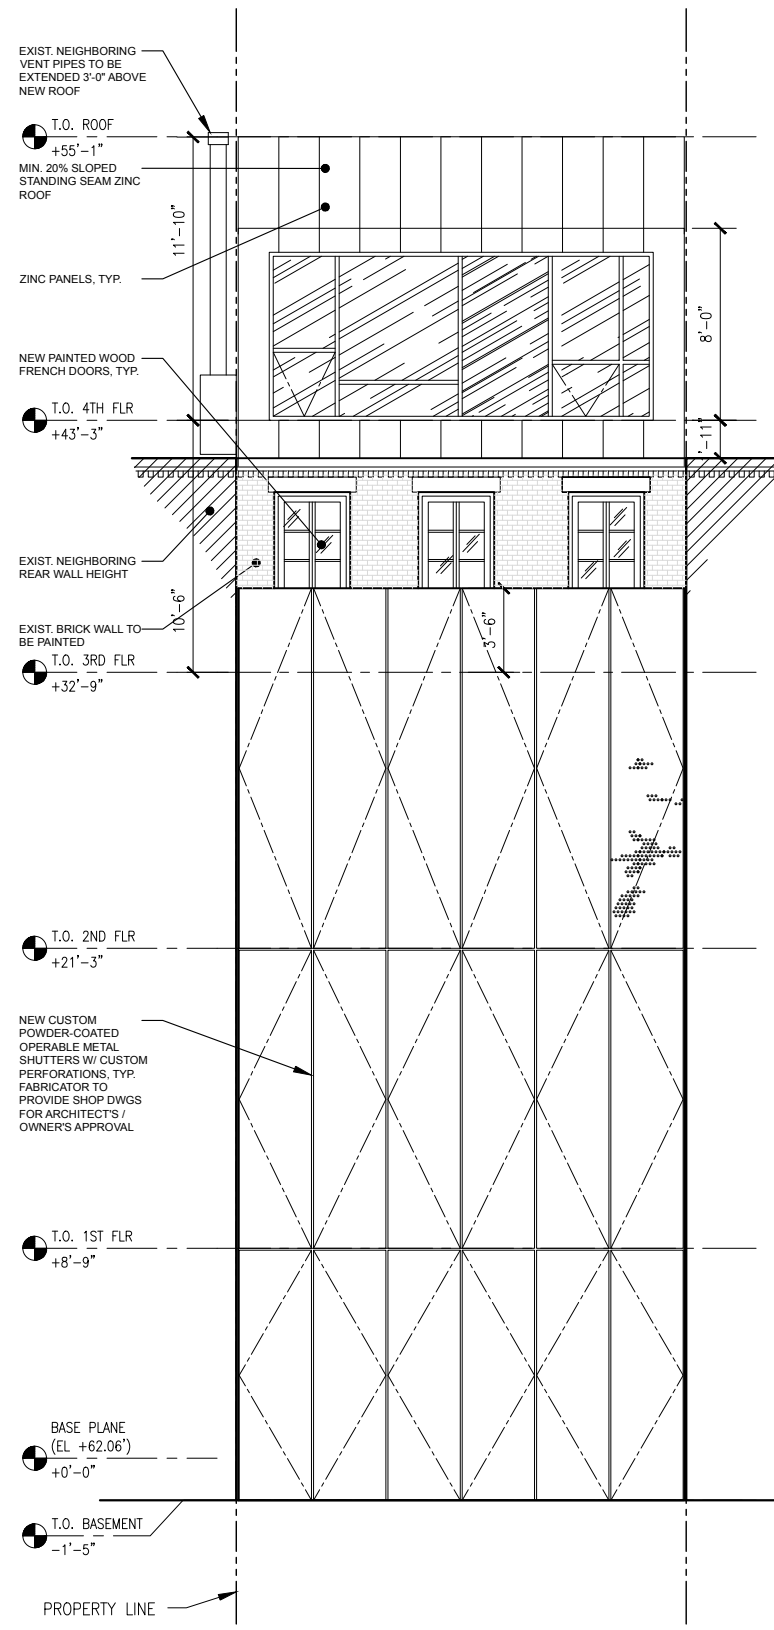 EXIST. NEIGHBORING
VENT PIPES TO BE
EXTENDED 3'-0" ABOVE
NEW ROOF
T.O. ROOF
+55'-1"
MIN. 20% SLOPED
STANDING SEAM ZINC
ROOF
11'-10"
ZINC PANELS, TYP.
8'-0"
NEW PAINTED WOOD
FRENCH DOORS, TYP.
T.O. 4TH FLR
+43'-3"
'-11"
EXIST. NEIGHBORING
REAR WALL HEIGHT
10'-6"
EXIST. BRICK WALL TO
BE PAINTED
3'-6"
T.O. 3RD FLR
+32'-9"
T.O. 2ND FLR
+21'-3"
NEW CUSTOM
POWDER-COATED
OPERABLE METAL
SHUTTERS W/ CUSTOM
PERFORATIONS, TYP.
FABRICATOR TO
PROVIDE SHOP DWGS
FOR ARCHITECT'S /
OWNER'S APPROVAL
T.O. 1ST FLR
+8'-9"
BASE PLANE
(EL +62.06')
+0'-0"
T.O. BASEMENT
-1'-5"
PROPERTY LINE